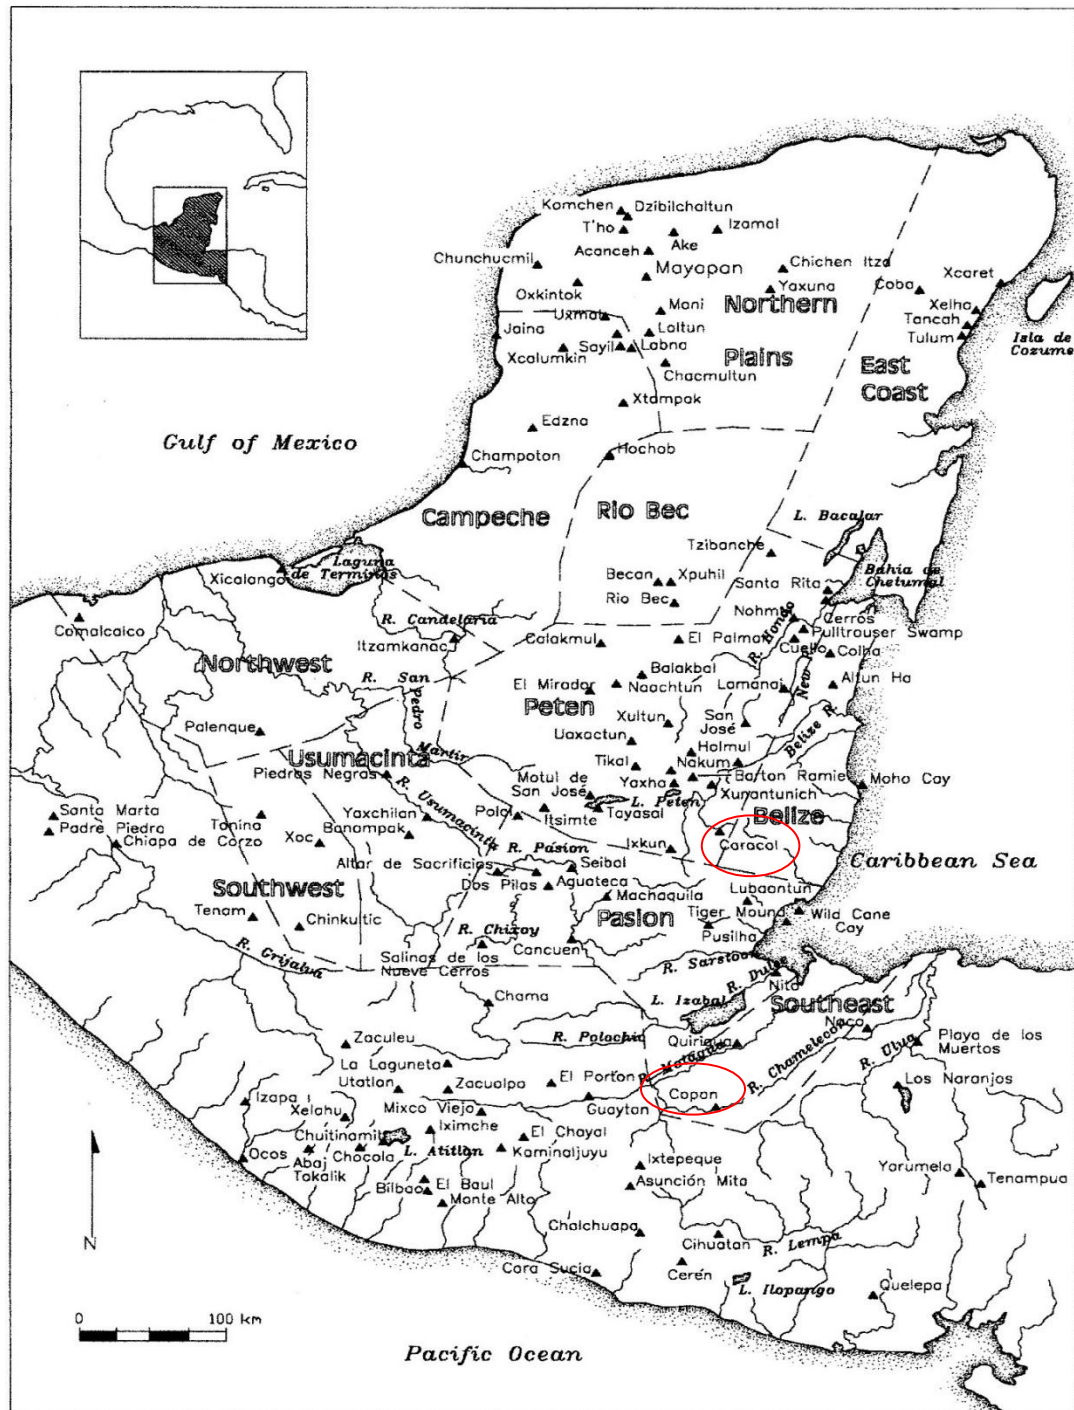 Komchen
Dzibilchaltun
T'ho
Izamal
Ake
Acanceh
Chunchucmil
Mayapan
Chichen Itza
Xcaret
Oxkintok
Yaxuna
Coba
Uxmal
Mani
Northern
Xelha
Tancah
Jaina
Loltun
Tulum
Isla de
Cozume
Sayil
Labna
Xcalumkin
Plains
East
Coast
Chacmultun
Xtampak
Edzna
Gulf of Mexico
Hochob
Champoton
Campeche
Rio Bec
L. Bacalar
Tzibanche
Laguna
de Terminos
Xicalango
Becan
Xpuhil
Santa Rita
Bahia de
Chetumal
Rio Bec
Nohmul
Cerros
R. Candelaria
Comalcalco
Itzamkanac
Calakmul
El Palmar
R. Hondo
Pulltrouser Swamp
Cuello
Colha
Northwest
R. San
Pedro
Martir
Balakbal
El Mirador
Naachtun
Lamanai
New R.
Altun Ha
Peten
Palenque
Xultun
San
José
Belize R.
Uaxactun
Holmul
Usumacinta
Piedras Negras
Tikal
Nakum
Barton Ramie
Moho Cay
R. Usumacinta
Motul de
San José
Yaxha
Xunantunich
L. Peten
Santa Marta
Padre Piedra
Chiapa de Corzo
Tonina
Yaxchilan
Bonampak
Polol
Itsimte
Tayasal
Belize
Xoc
R. Pasion
Ixkun
Caracol
Caribbean Sea
Altar de Sacrificios
Seibal
Dos Pilas
Aguateca
Southwest
Machaquila
Lubaantun
Tenam
Chinkultic
Pasion
Tiger Mound
Wild Cane
Cay
R. Chixoy
Cancuen
Pusilha
R. Grijalva
Salinas de los
Nueve Cerros
R. Sarstoon
R. Dulce
Nito
Chama
L. Izabal
Southeast
Naco
Zaculeu
R. Polochic
Quirigua
R. Motagua
R. Chamelecon
R. Ulua
Playa de los
Muertos
La Laguneta
Utatlan
Zacualpa
El Porton
Copan
Los Naranjos
Izapa
Xelahu
Mixco Viejo
Guaytan
Iximche
Chuitinamit
El Chayal
Ocos
Abaj
Takalik
Chocola
L. Atitlan
Kaminaljuyu
Ixtepeque
Bilbao
El Baul
Asunción Mita
Yarumela
Tenampua
Monte Alto
N
Chalchuapa
Cihuatan
R. Lempa
Cara Sucia
Cerén
L. Ilopango
Quelepa
0 100 km
Pacific Ocean